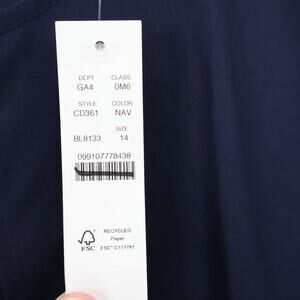 DEPT CLASS
GA4 0M6
STYLE COLOR
CD361 NAV
SIZE
BL8133 14
099107778438
RECYCLED
Paper
FSC
FSC® C117781